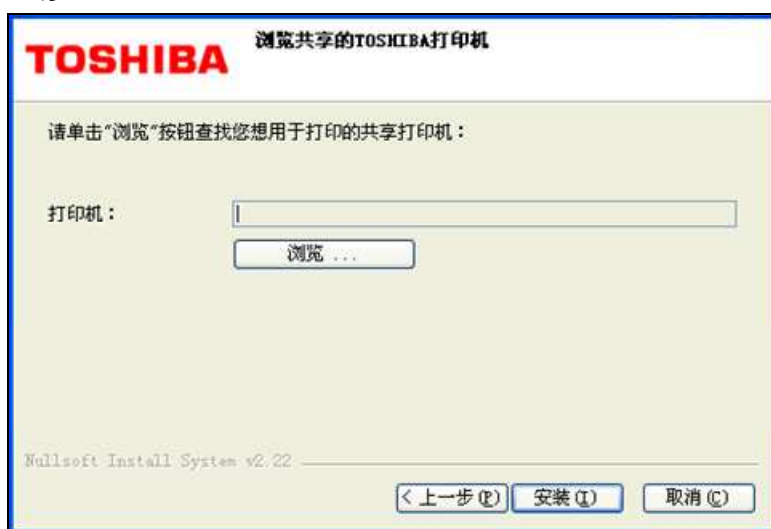 TOSHIBA
浏览共享的TOSHIBA打印机
请单击"浏览"按钮查找您想用于打印的共享打印机：
打印机：
浏览 ...
Nullsoft Install System v2.22
< 上一步(P)  安装(I)  取消(C)